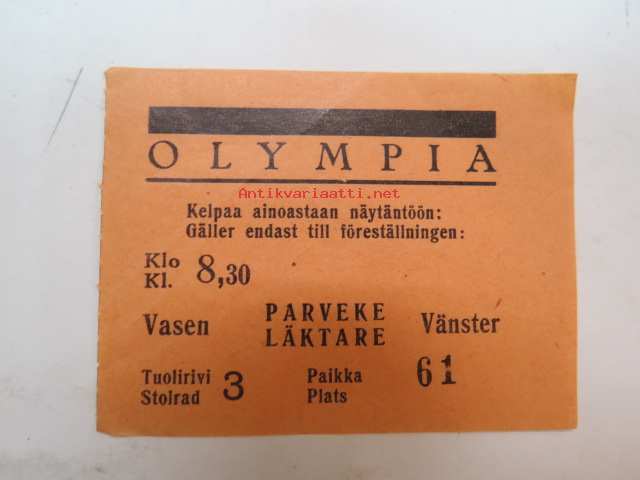 OLYMPIA
Antikvariaatti.net
Kelpaa ainoastaan näytäntöön:
Gäller endast till föreställningen:
Klo
Kl. 8,30
Vasen PARVEKE LÄKTARE Vänster
Tuolirivi
Stolrad 3
Paikka
Plats 61